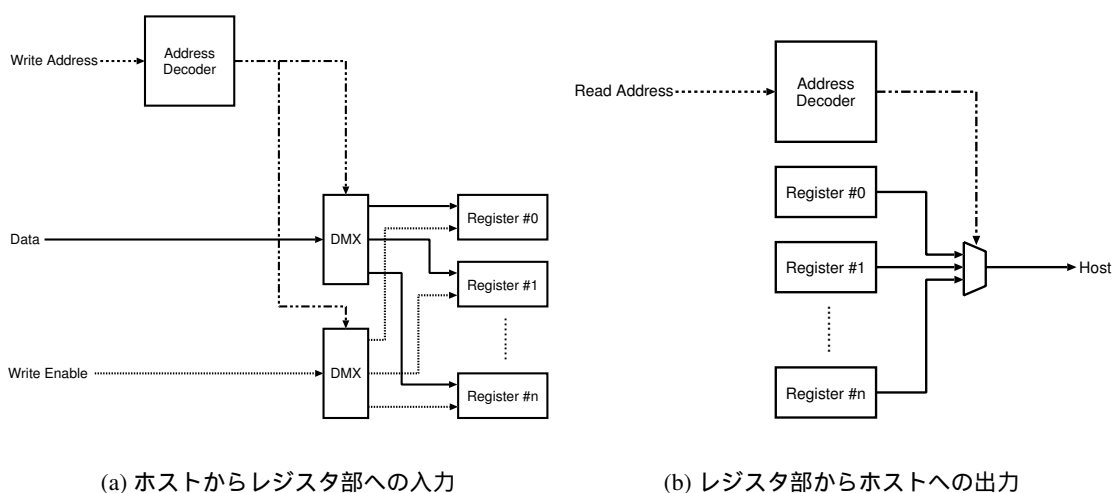 Write Address
Address
Decoder
Data
DMX
Register #0
Register #1
Write Enable
DMX
Register #n
(a) ホストからレジスタ部への入力
Read Address
Address
Decoder
Register #0
Register #1
Host
Register #n
(b) レジスタ部からホストへの出力